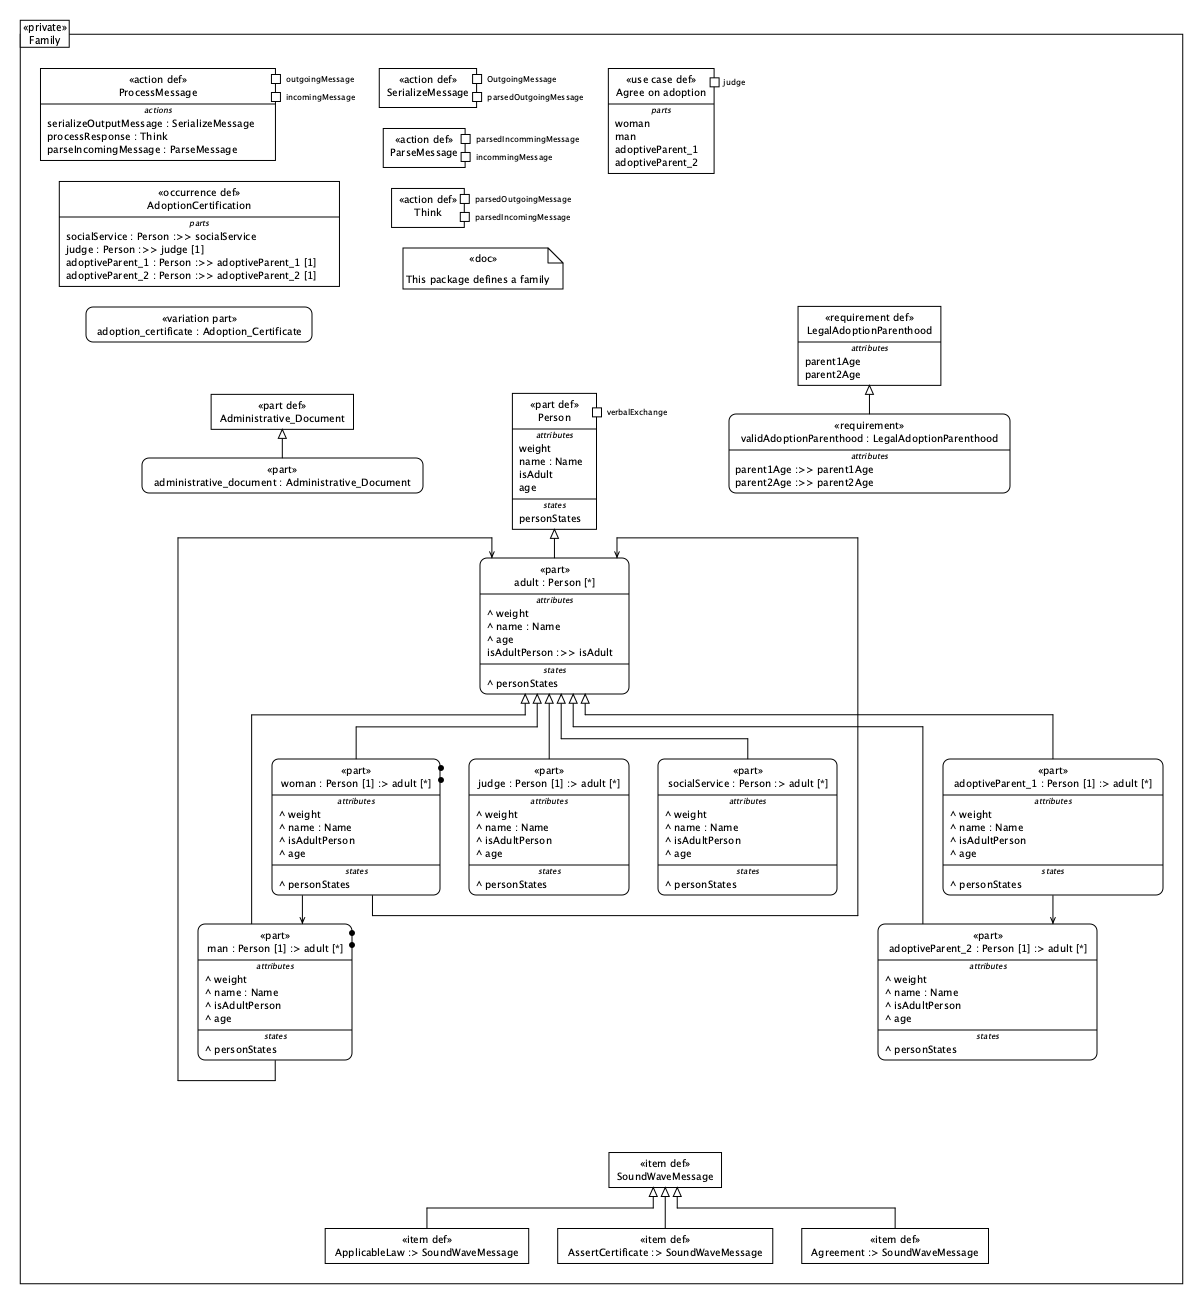 «private»
Family
«action def»
ProcessMessage
actions
serializeOutputMessage : SerializeMessage
processResponse : Think
parseIncomingMessage : ParseMessage
outgoingMessage
incomingMessage
«action def»
SerializeMessage
OutgoingMessage
parsedOutgoingMessage
«use case def»
Agree on adoption
parts
woman
man
adoptiveParent_1
adoptiveParent_2
judge
«action def»
ParseMessage
parsedIncommingMessage
incommingMessage
«occurrence def»
AdoptionCertification
parts
socialService : Person :>> socialService
judge : Person :>> judge [1]
adoptiveParent_1 : Person :>> adoptiveParent_1 [1]
adoptiveParent_2 : Person :>> adoptiveParent_2 [1]
«action def»
Think
parsedOutgoingMessage
parsedIncomingMessage
«doc»
This package defines a family
«variation part»
adoption_certificate : Adoption_Certificate
«requirement def»
LegalAdoptionParenthood
attributes
parent1Age
parent2Age
«part def»
Administrative_Document
«part def»
Person
attributes
weight
name : Name
isAdult
age
states
personStates
verbalExchange
«requirement»
validAdoptionParenthood : LegalAdoptionParenthood
attributes
parent1Age :>> parent1Age
parent2Age :>> parent2Age
«part»
administrative_document : Administrative_Document
«part»
adult : Person [*]
attributes
^ weight
^ name : Name
^ age
isAdultPerson :>> isAdult
states
^ personStates
«part»
woman : Person [1] :> adult [*]
attributes
^ weight
^ name : Name
^ isAdultPerson
^ age
states
^ personStates
«part»
judge : Person [1] :> adult [*]
attributes
^ weight
^ name : Name
^ isAdultPerson
^ age
states
^ personStates
«part»
socialService : Person :> adult [*]
attributes
^ weight
^ name : Name
^ isAdultPerson
^ age
states
^ personStates
«part»
adoptiveParent_1 : Person [1] :> adult [*]
attributes
^ weight
^ name : Name
^ isAdultPerson
^ age
states
^ personStates
«part»
man : Person [1] :> adult [*]
attributes
^ weight
^ name : Name
^ isAdultPerson
^ age
states
^ personStates
«part»
adoptiveParent_2 : Person [1] :> adult [*]
attributes
^ weight
^ name : Name
^ isAdultPerson
^ age
states
^ personStates
«item def»
SoundWaveMessage
«item def»
ApplicableLaw :> SoundWaveMessage
«item def»
AssertCertificate :> SoundWaveMessage
«item def»
Agreement :> SoundWaveMessage